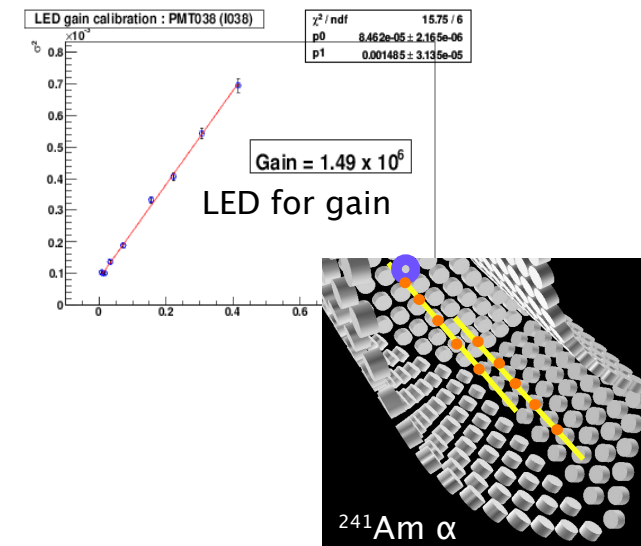 LED gain calibration : PMT038 (I038)
χ² / ndf 15.75 / 6
p0 8.462e-05 ± 2.165e-06
p1 0.001485 ± 3.135e-05
σ²
0.8
0.7
0.6
0.5
0.4
0.3
0.2
0.1
0
0 0.2 0.4 0.6
Gain = 1.49 x 10⁶
LED for gain
²⁴¹Am α